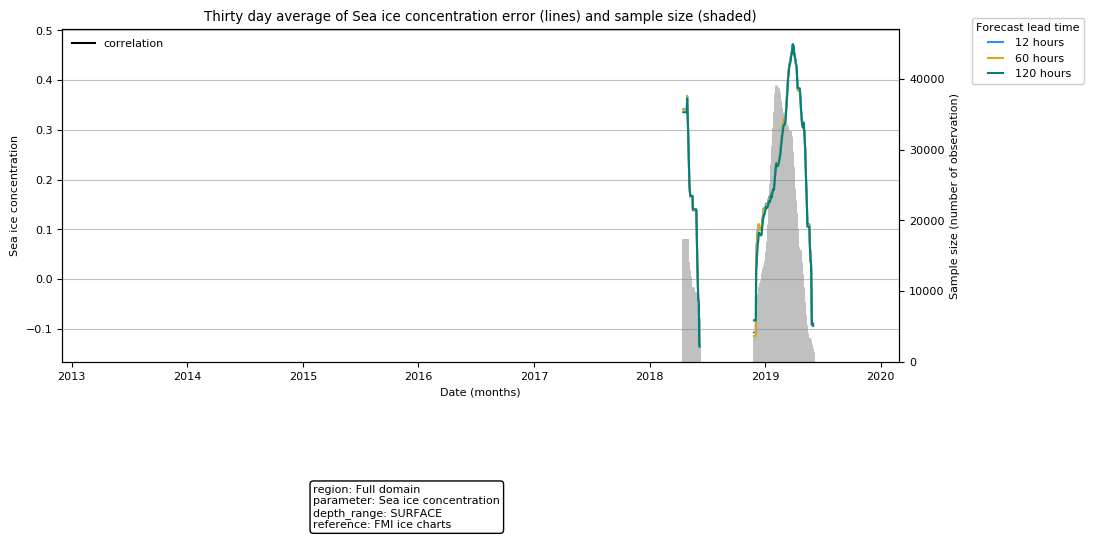 Thirty day average of Sea ice concentration error (lines) and sample size (shaded)
correlation
Forecast lead time
12 hours
60 hours
120 hours
Sea ice concentration
0.5
0.4
0.3
0.2
0.1
0.0
−0.1
40000
30000
20000
10000
0
Sample size (number of observation)
2013 2014 2015 2016 2017 2018 2019 2020
Date (months)
region: Full domain
parameter: Sea ice concentration
depth_range: SURFACE
reference: FMI ice charts